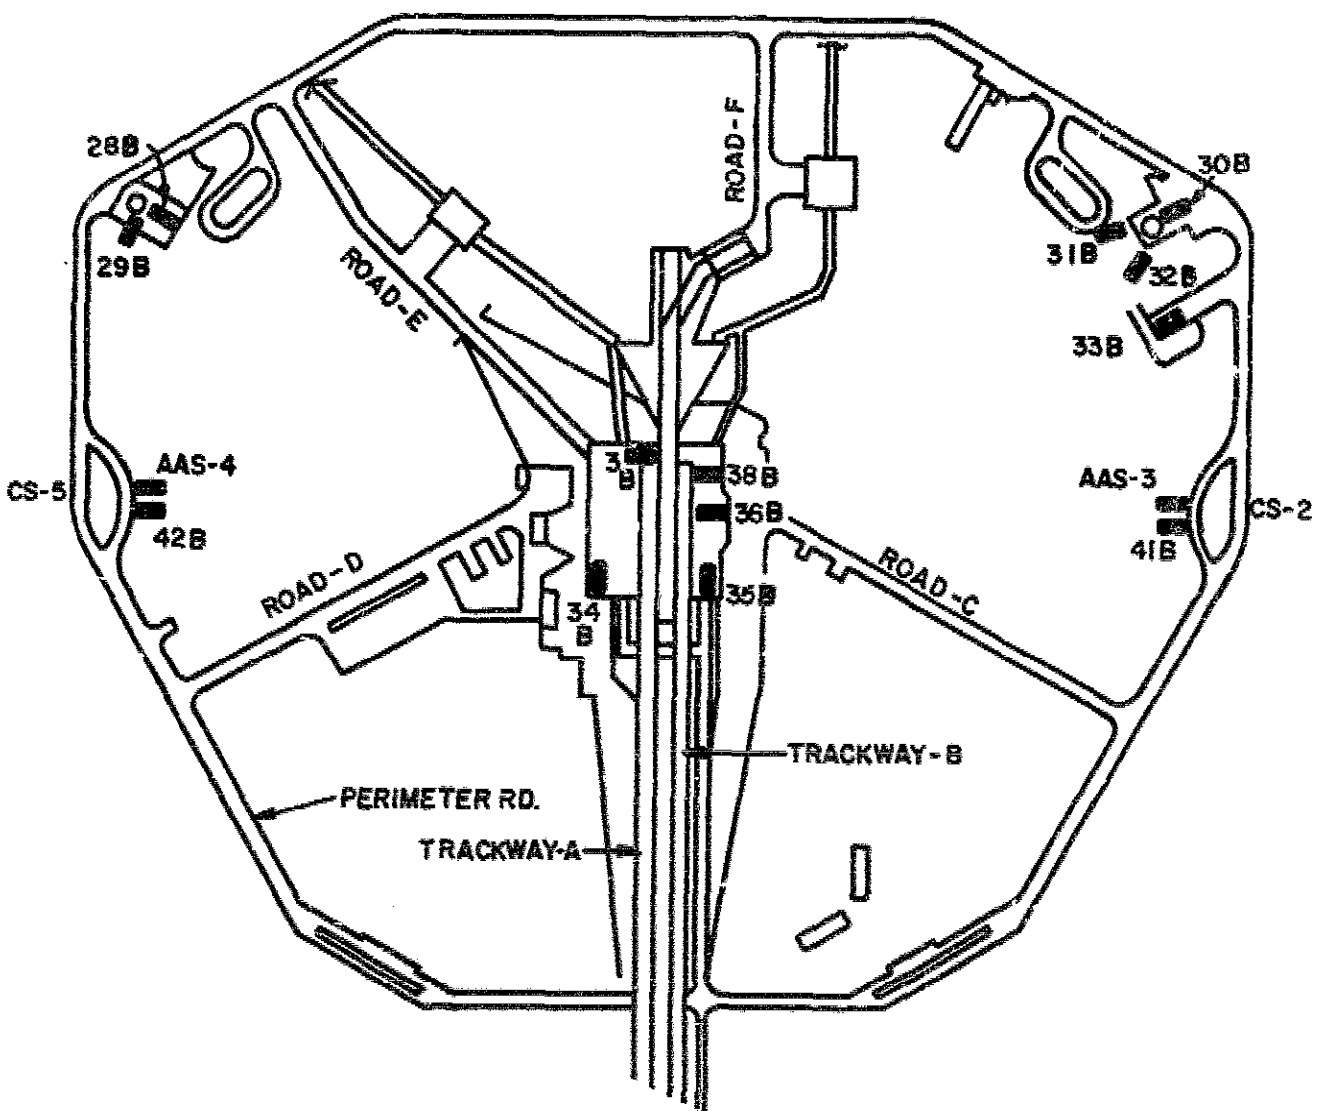 ROAD-F
28B
30B
29B
31B
32B
ROAD-E
33B
AAS-4
3
B
38B
AAS-3
CS-5
36B
CS-2
42B
41B
ROAD-D
ROAD-C
34
B
35B
TRACKWAY-B
PERIMETER RD.
TRACKWAY-A